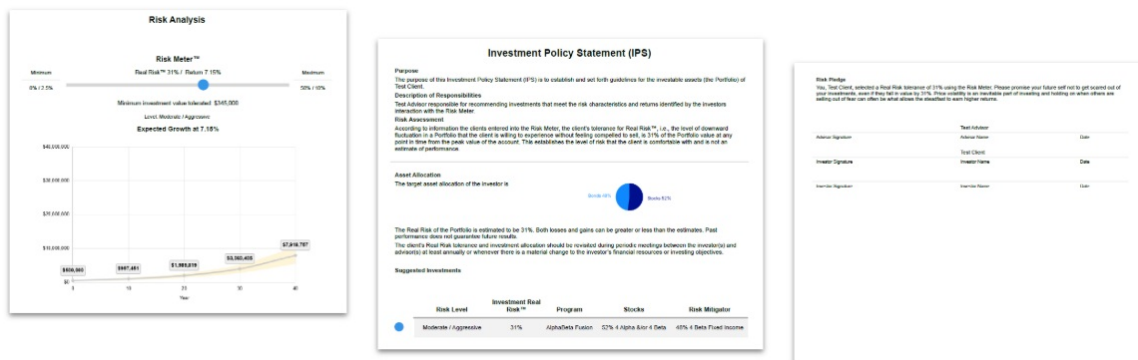 Risk Analysis
Risk Meter™
Minimum
Real Risk™ 31% / Return 7.15%
Maximum
0% / 2.5%
50% / 10%
Minimum investment value tolerated: $345,000
Level: Moderate / Aggressive
Expected Growth at 7.15%
$40,000,000
$30,000,000
$20,000,000
$10,000,000
$0
$500,000
0
10
20
30
40
Year
Investment Policy Statement (IPS)
Purpose
The purpose of this Investment Policy Statement (IPS) is to establish and set forth guidelines for the investable assets (the Portfolio) of
Test Client.
Description of Responsibilities
Test Advisor responsible for recommending investments that meet the risk characteristics and returns identified by the investors
interaction with the Risk Meter.
Risk Assessment
According to information the clients entered into the Risk Meter, the client's tolerance for Real Risk™, i.e., the level of downward
fluctuation in a Portfolio that the client is willing to experience without feeling compelled to sell, is 31% of the Portfolio value at any
point in time from the peak value of the account. This establishes the level of risk that the client is comfortable with and is not an
estimate of performance.
Asset Allocation
The target asset allocation of the investor is
Stocks 52%
The Real Risk of the Portfolio is estimated to be 31%. Both losses and gains can be greater or less than the estimates. Past
performance does not guarantee future results.
The client's Real Risk tolerance and investment allocation should be revisited during periodic meetings between the investor(s) and
advisor(s) at least annually or whenever there is a material change to the investor's financial resources or investing objectives.
Suggested Investments
Risk Level
Investment Real
Risk™
Program
Stocks
Risk Mitigator
Moderate / Aggressive
31%
AlphaBeta Fusion
52% 4 Alpha &/or 4 Beta
48% 4 Beta Fixed Income
Risk Pledge
You, Test Client, selected a Real Risk tolerance of 31% using the Risk Meter. Please promise your future self not to get scared out of
your investments, even if they fall in value by 31%. Price volatility is an inevitable part of investing and holding on when others are
selling out of fear can often be what allows the steadfast to earn higher returns.
Test Advisor
Advisor Signature
Advisor Name
Date
Test Client
Investor Signature
Investor Name
Date
Investor Signature
Investor Name
Date